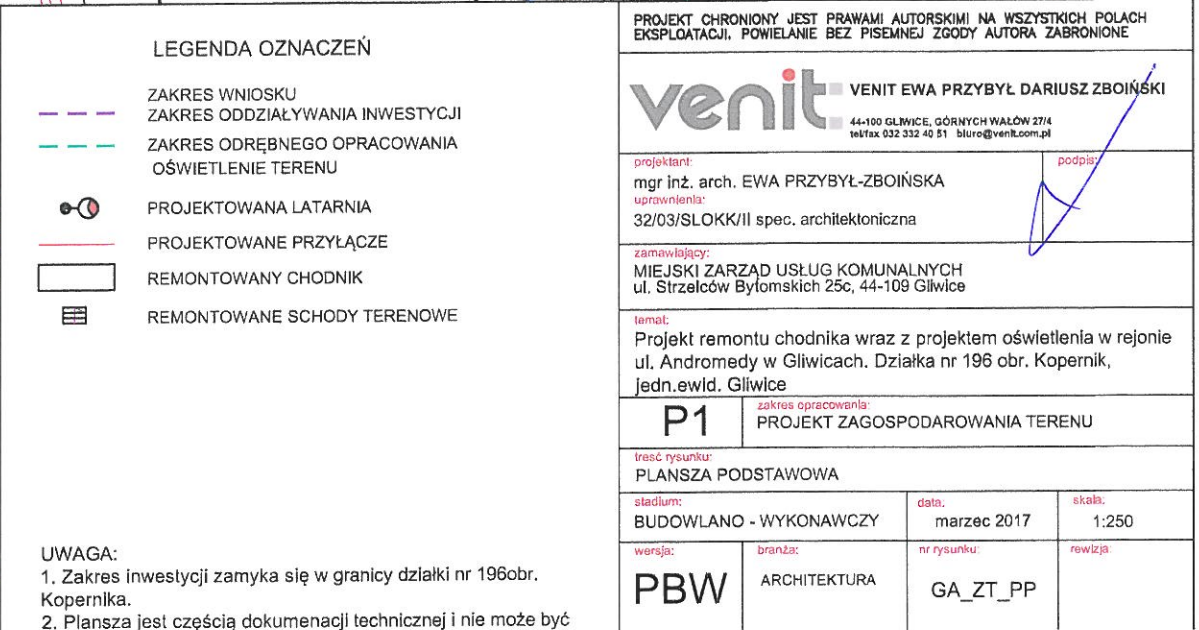 LEGENDA OZNACZEŃ
ZAKRES WNIOSKU
ZAKRES ODDZIAŁYWANIA INWESTYCJI
ZAKRES ODRĘBNEGO OPRACOWANIA
OŚWIETLENIE TERENU
PROJEKTOWANA LATARNIA
PROJEKTOWANE PRZYŁĄCZE
REMONTOWANY CHODNIK
REMONTOWANE SCHODY TERENOWE
UWAGA:
1. Zakres inwestycji zamyka się w granicy działki nr 196obr.
Kopernika.
2. Plansza jest częścią dokumenacji technicznej i nie może być
PROJEKT CHRONIONY JEST PRAWAMI AUTORSKIMI NA WSZYSTKICH POLACH
EKSPLOATACJI. POWIELANIE BEZ PISEMNEJ ZGODY AUTORA ZABRONIONE
venit
VENIT EWA PRZYBYŁ DARIUSZ ZBOIŃSKI
44-100 GLIWICE, GÓRNYCH WAŁÓW 27/4
tel/fax 032 332 40 51 biuro@venit.com.pl
projektant:
podpis:
mgr inż. arch. EWA PRZYBYŁ-ZBOIŃSKA
uprawnienia:
32/03/SLOKK/II spec. architektoniczna
zamawiający:
MIEJSKI ZARZĄD USŁUG KOMUNALNYCH
ul. Strzelców Bytomskich 25c, 44-109 Gliwice
temat:
Projekt remontu chodnika wraz z projektem oświetlenia w rejonie
ul. Andromedy w Gliwicach. Działka nr 196 obr. Kopernik,
jedn.ewid. Gliwice
P1
zakres opracowania:
PROJEKT ZAGOSPODAROWANIA TERENU
treść rysunku:
PLANSZA PODSTAWOWA
stadium:
data:
skala:
BUDOWLANO - WYKONAWCZY
marzec 2017
1:250
wersja:
branża:
nr rysunku:
rewizja:
PBW
ARCHITEKTURA
GA_ZT_PP